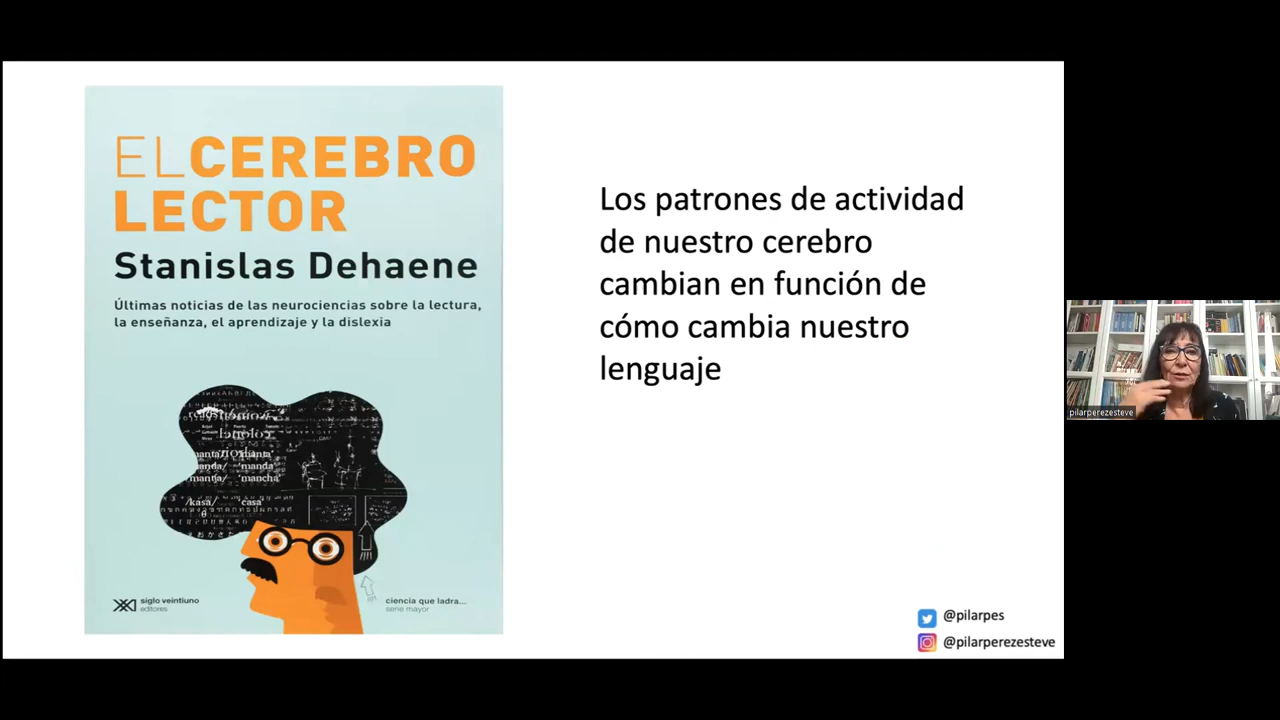 EL CEREBRO
LECTOR
Stanislas Dehaene
Últimas noticias de las neurociencias sobre la lectura,
la enseñanza, el aprendizaje y la dislexia
manta
manda/ 'manda'
'mancha'
/kasa/ 'casa'
siglo veintiuno
editores
ciencia que ladra...
serie mayor
Los patrones de actividad
de nuestro cerebro
cambian en función de
cómo cambia nuestro
lenguaje
@pilarpes
@pilarperezesteve
pilarperezesteve